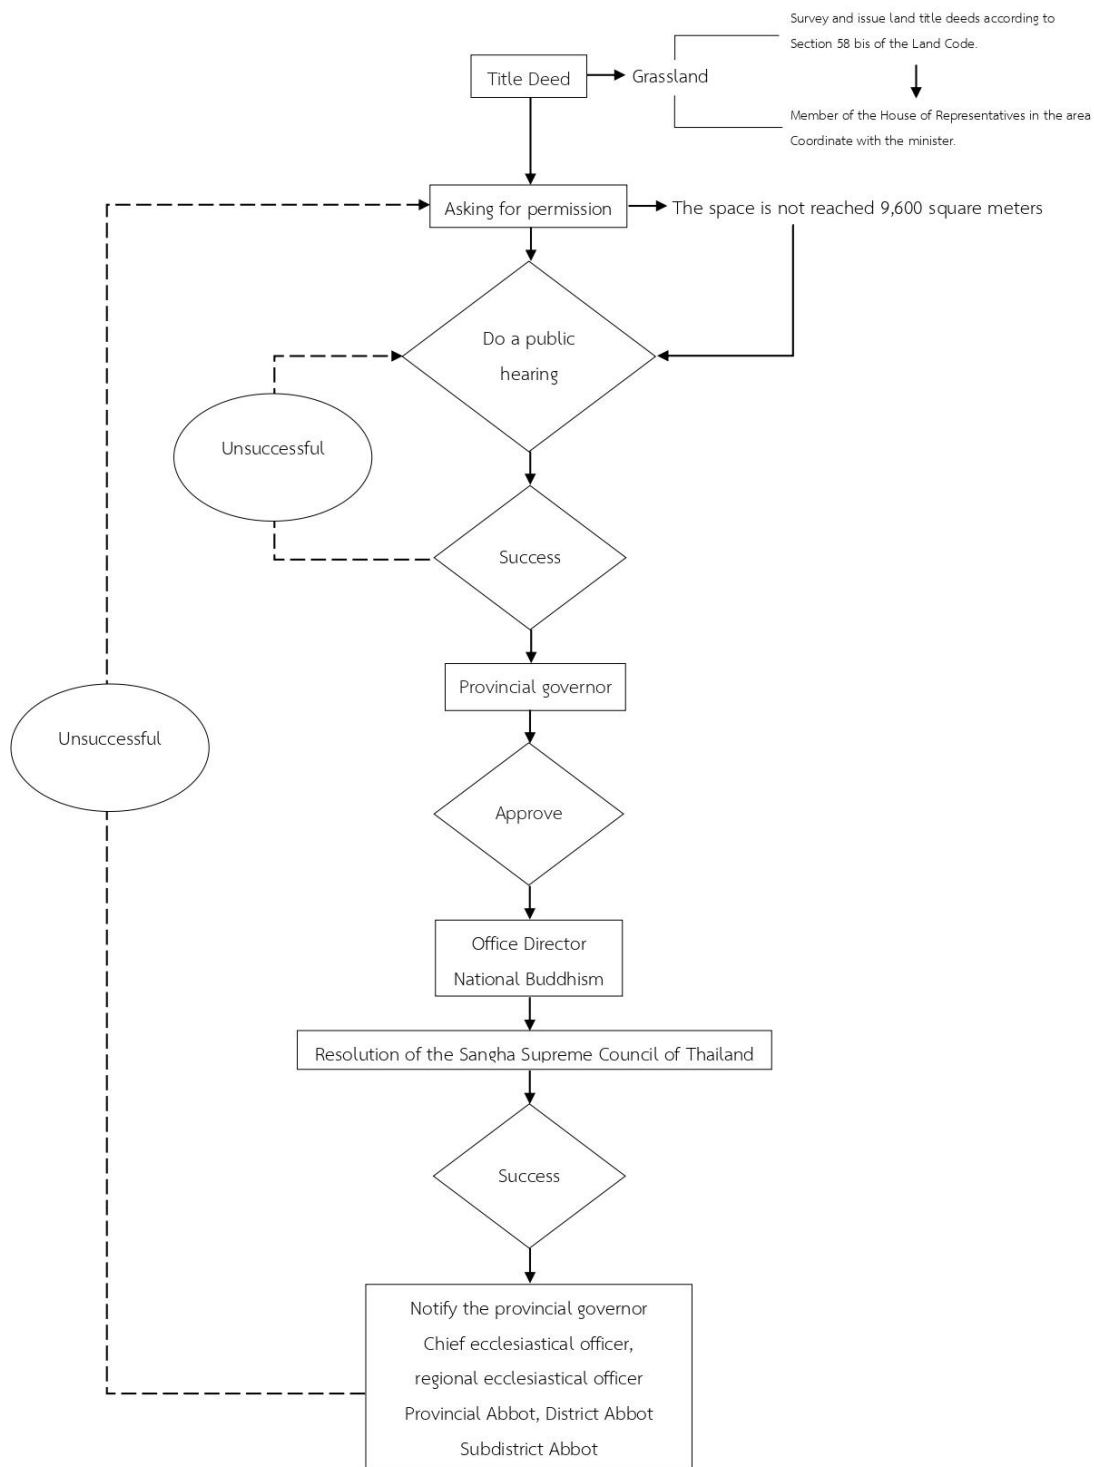 Survey and issue land title deeds according to
Section 58 bis of the Land Code.
Title Deed
Grassland
Member of the House of Representatives in the area
Coordinate with the minister.
Asking for permission
The space is not reached 9,600 square meters
Do a public
hearing
Unsuccessful
Success
Provincial governor
Unsuccessful
Approve
Office Director
National Buddhism
Resolution of the Sangha Supreme Council of Thailand
Success
Notify the provincial governor
Chief ecclesiastical officer,
regional ecclesiastical officer
Provincial Abbot, District Abbot
Subdistrict Abbot